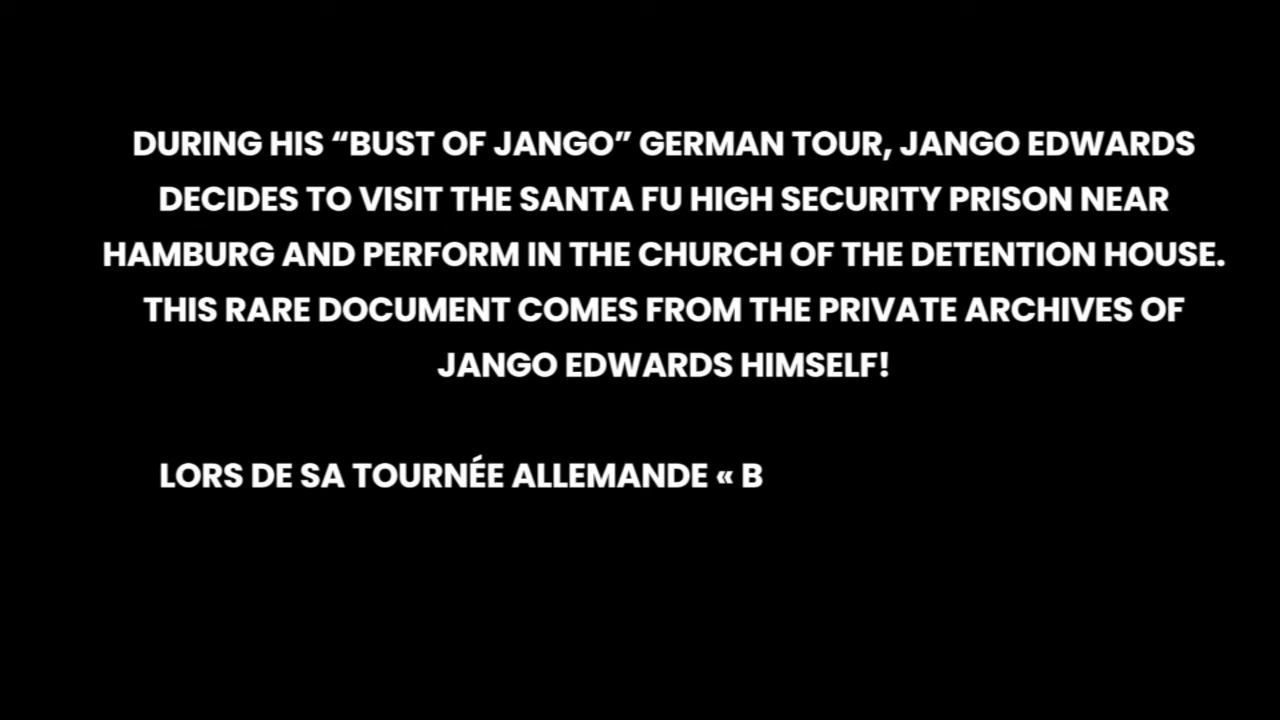 DURING HIS “BUST OF JANGO” GERMAN TOUR, JANGO EDWARDS
DECIDES TO VISIT THE SANTA FU HIGH SECURITY PRISON NEAR
HAMBURG AND PERFORM IN THE CHURCH OF THE DETENTION HOUSE.
THIS RARE DOCUMENT COMES FROM THE PRIVATE ARCHIVES OF
JANGO EDWARDS HIMSELF!
LORS DE SA TOURNÉE ALLEMANDE « B